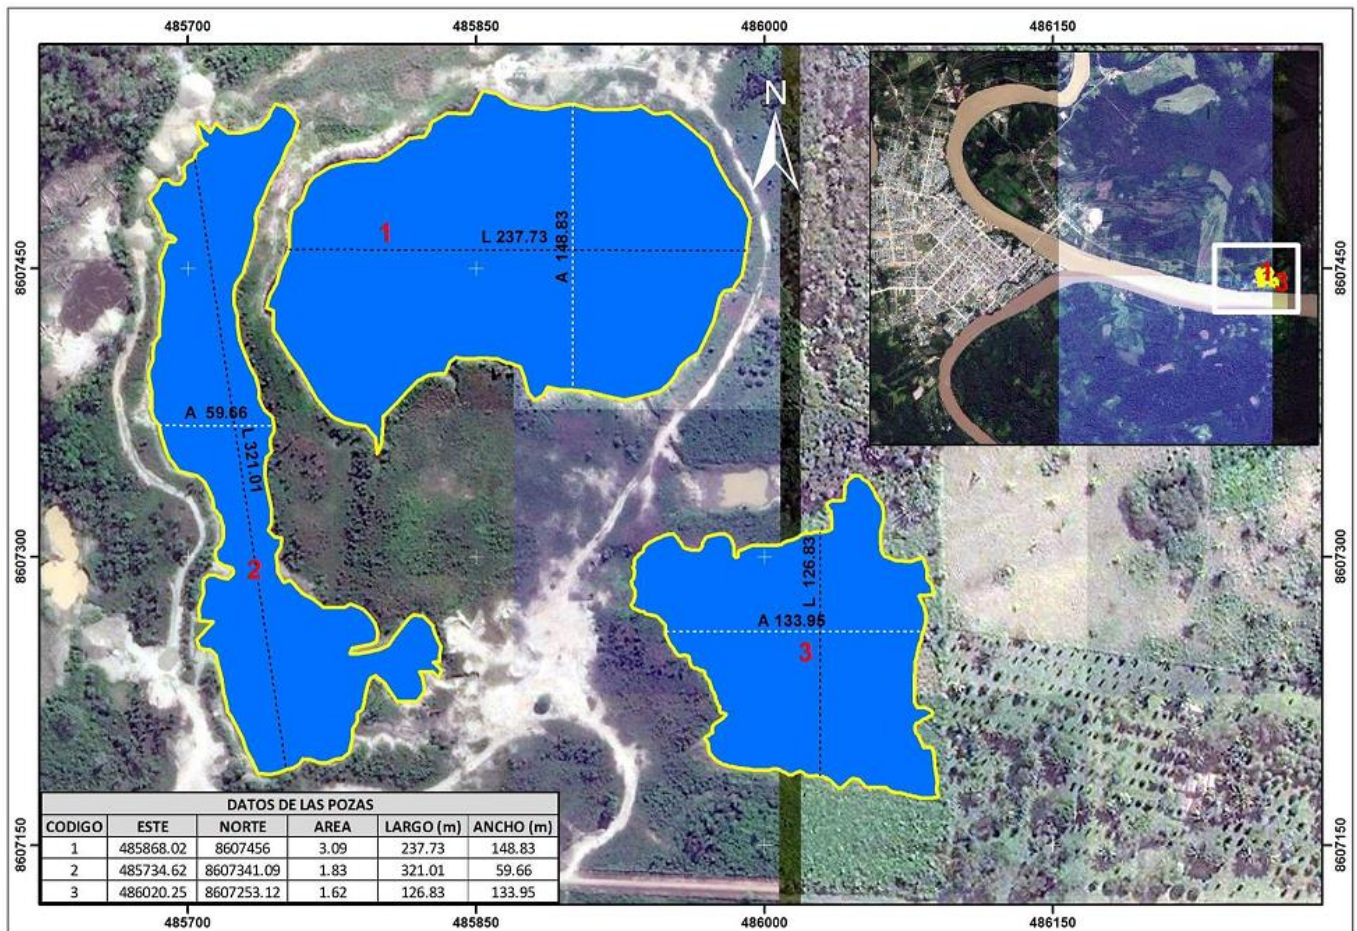 485700 485850 486000 486150
N
1
L 237.73
A 148.83
8607450 8607450
A 59.66
L 321.01
2
8607300 8607300
L 126.83
A 133.95
3
1
3
DATOS DE LAS POZAS
CODIGO ESTE NORTE AREA LARGO (m) ANCHO (m)
1 485868.02 8607456 3.09 237.73 148.83
2 485734.62 8607341.09 1.83 321.01 59.66
3 486020.25 8607253.12 1.62 126.83 133.95
8607150 8607150
485700 485850 486000 486150